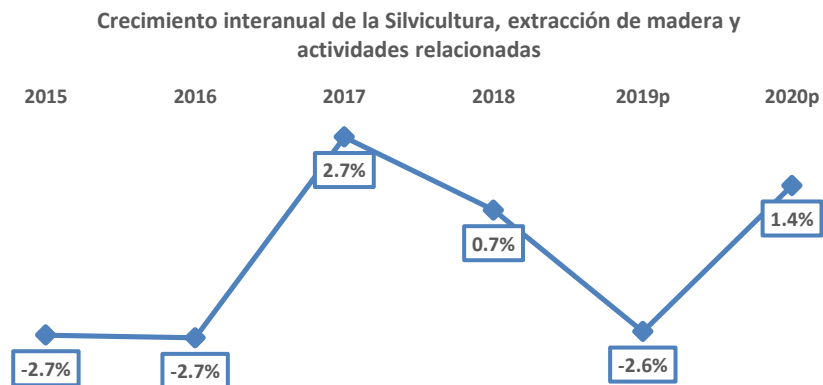 Crecimiento interanual de la Silvicultura, extracción de madera y
actividades relacionadas
2015 2016 2017 2018 2019p 2020p
2.7%
1.4%
0.7%
-2.7% -2.7% -2.6%